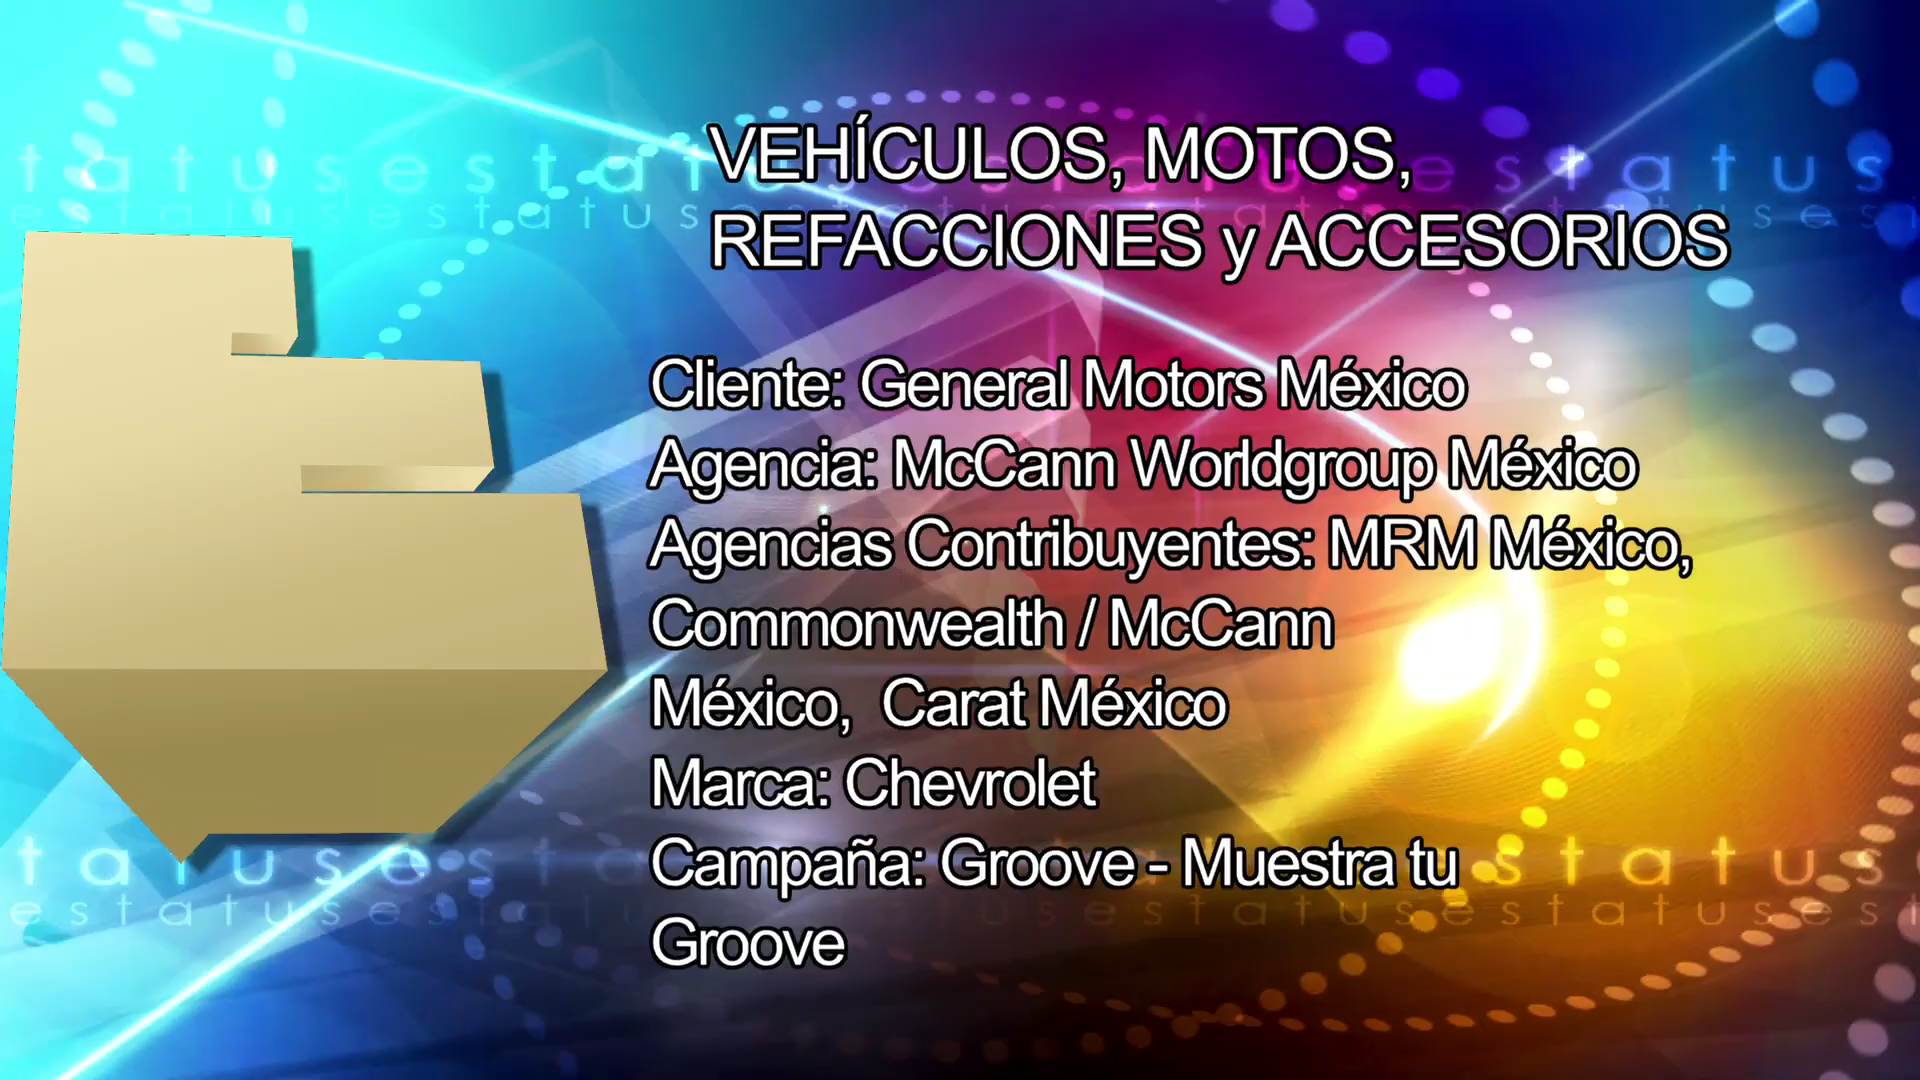 VEHÍCULOS, MOTOS,
REFACCIONES y ACCESORIOS
Cliente: General Motors México
Agencia: McCann Worldgroup México
Agencias Contribuyentes: MRM México,
Commonwealth / McCann
México, Carat México
Marca: Chevrolet
Campaña: Groove - Muestra tu
Groove